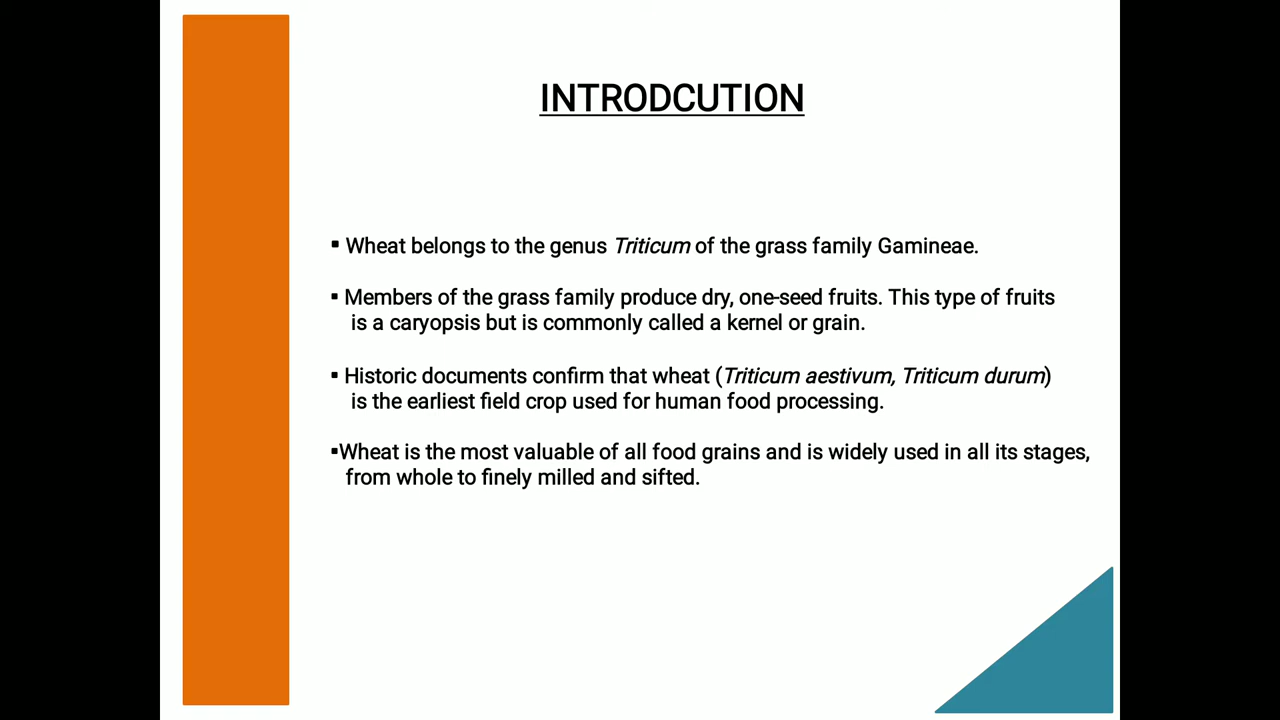 INTRODCUTION
▪ Wheat belongs to the genus Triticum of the grass family Gamineae.
▪ Members of the grass family produce dry, one-seed fruits. This type of fruits
is a caryopsis but is commonly called a kernel or grain.
▪ Historic documents confirm that wheat (Triticum aestivum, Triticum durum)
is the earliest field crop used for human food processing.
▪Wheat is the most valuable of all food grains and is widely used in all its stages,
from whole to finely milled and sifted.